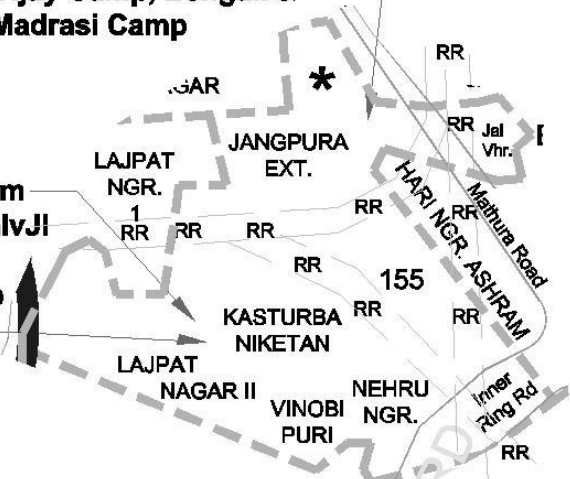 Madrasi Camp
RR
RR
Jal
Vhr.
JANGPURA
EXT.
LAJPAT
NGR.
1
RR
RR
RR
RR
RR
HARI NGR. ASHRAM
Mathura Road
RR
155
RR
RR
KASTURBA
NIKETAN
LAJPAT
NAGAR II
NEHRU
NGR.
VINOBI
PURI
Inner
Ring Rd
RR